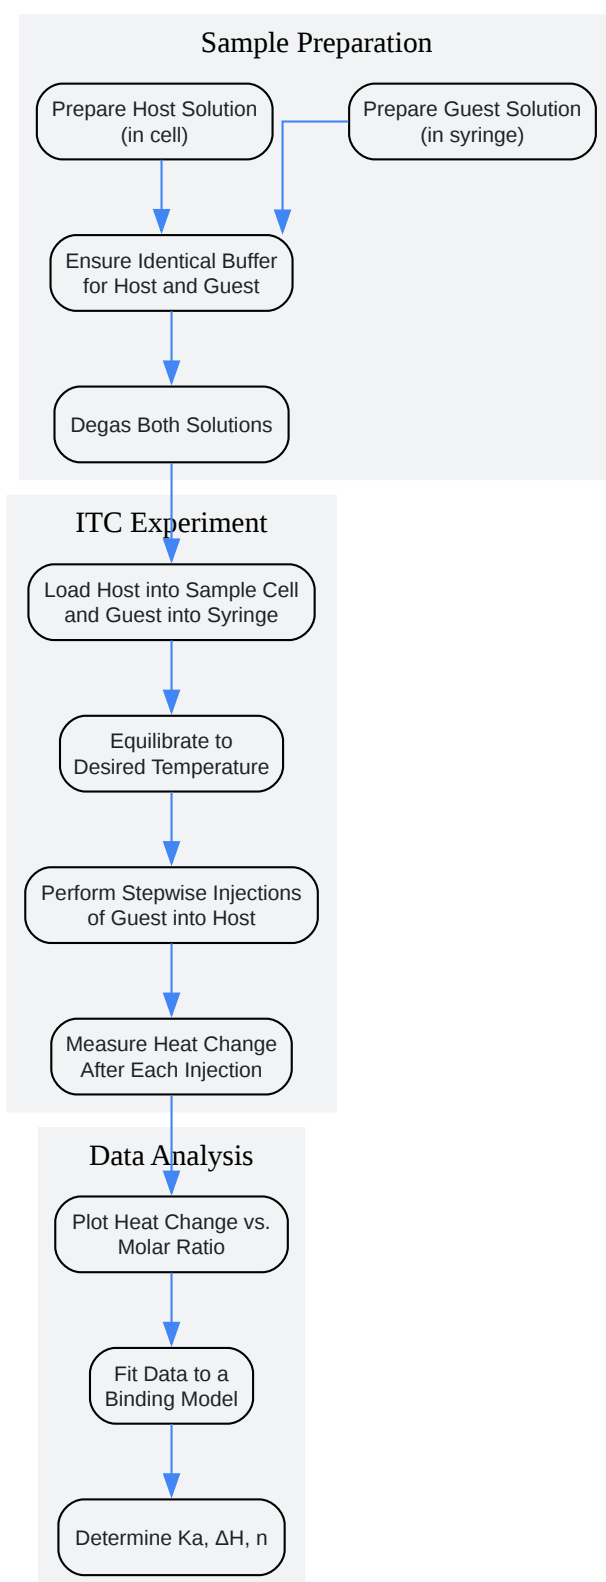 Sample Preparation
Prepare Host Solution
(in cell)
Prepare Guest Solution
(in syringe)
Ensure Identical Buffer
for Host and Guest
Degas Both Solutions
ITC Experiment
Load Host into Sample Cell
and Guest into Syringe
Equilibrate to
Desired Temperature
Perform Stepwise Injections
of Guest into Host
Measure Heat Change
After Each Injection
Data Analysis
Plot Heat Change vs.
Molar Ratio
Fit Data to a
Binding Model
Determine Ka, ΔH, n